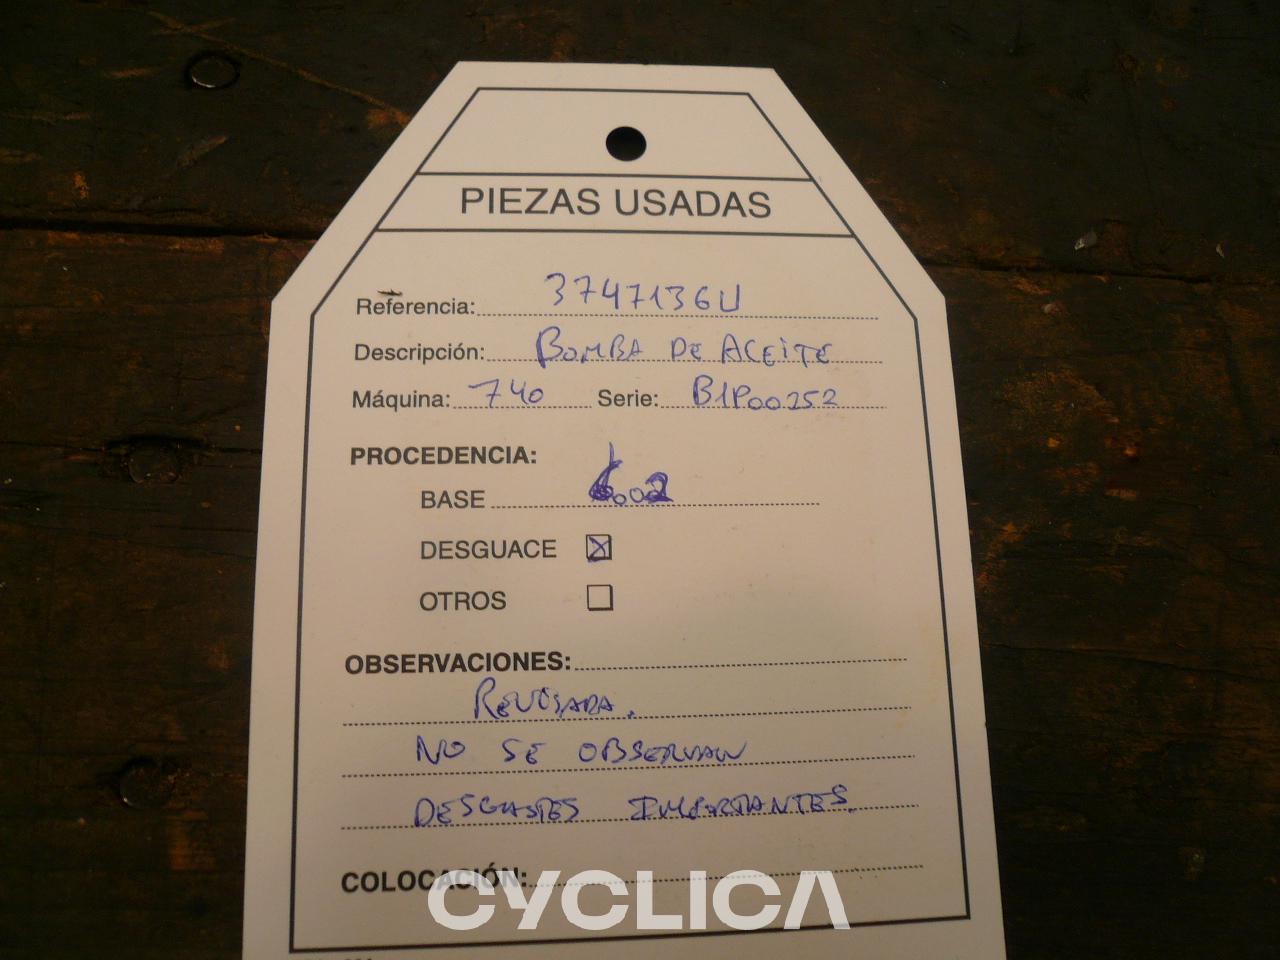 PIEZAS USADAS
Referencia: 3747136U
Descripción: BOMBA DE ACEITE
Máquina: 740 Serie: B1P00252
PROCEDENCIA:
BASE
DESGUACE X
OTROS
OBSERVACIONES:
REVISADA.
NO SE OBSERVAN
DESGASTES IMPORTANTES.
COLOCACIÓN:
CYCLICA